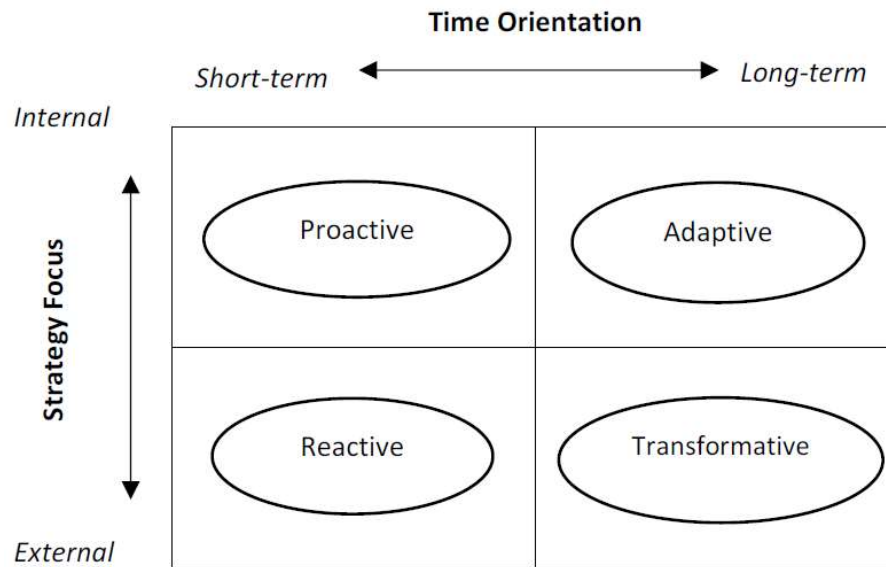 Time Orientation
Short-term
Long-term
Internal
Proactive
Adaptive
Strategy Focus
Reactive
Transformative
External